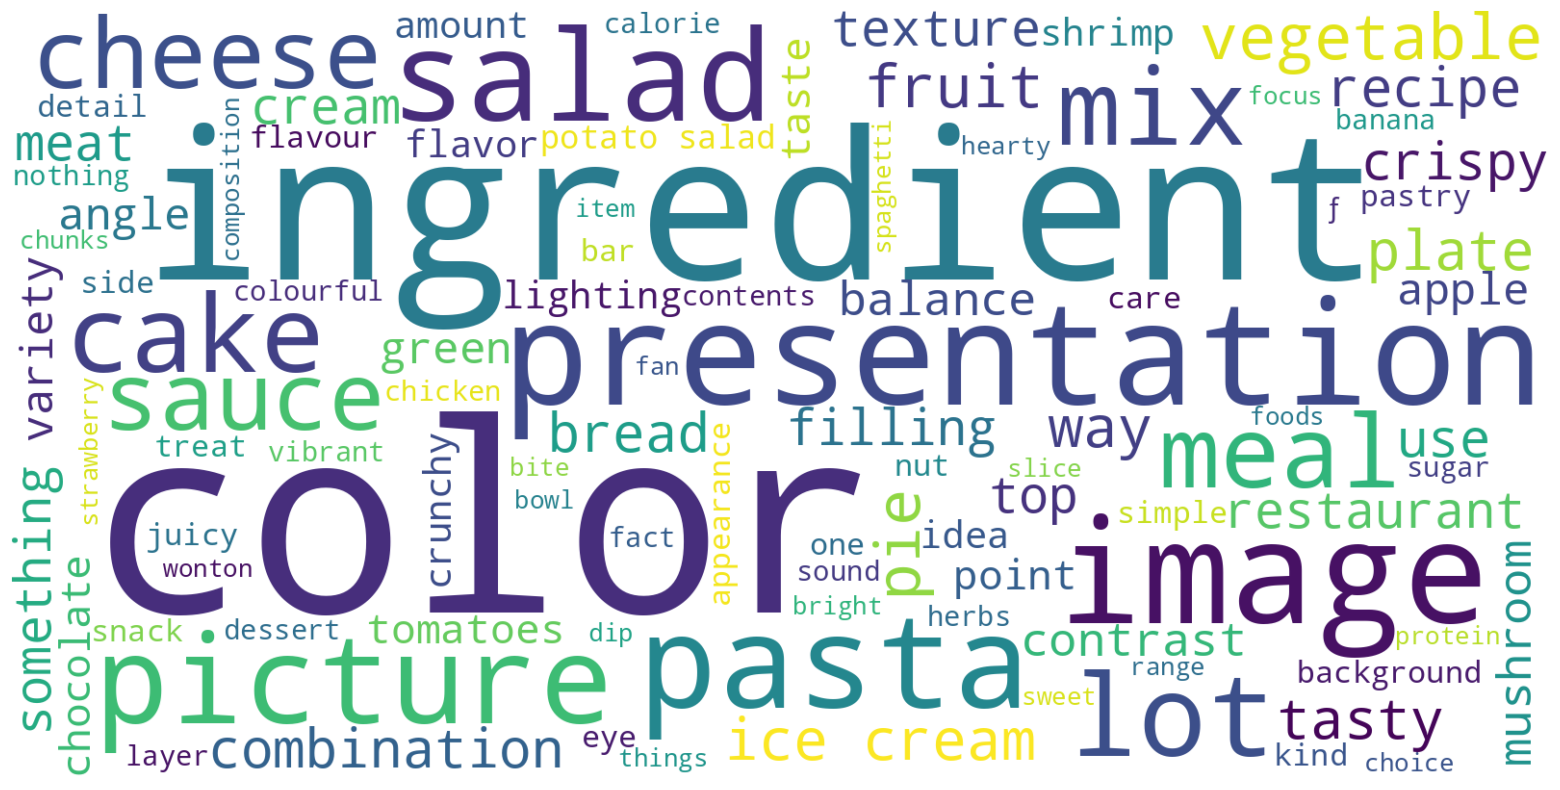 cheese
amount
salad
calorie
taste
texture
shrimp
vegetable
detail
cream
composition
fruit
mix
focus
recipe
banana
meat
flavour
flavor
potato salad
hearty
crispy
nothing
ingredient
spaghetti
pastry
angle
item
ƒ
chunks
bar
plate
side
colourful
lighting
contents
balance
care
apple
variety
cake
green
presentation
fan
sauce
chicken
strawberry
treat
vibrant
color
crunchy
bread
appearance
filling
way
foods
meal
use
bite
nut
slice
sugar
something
bowl
pie
top
simple
restaurant
juicy
fact
one
idea
image
wonton
sound
point
chocolate
bright
herbs
mushroom
snack
dessert
tomatoes
dip
contrast
protein
picture
pasta
range
background
sweet
lot
tasty
layer
combination
eye
things
ice cream
kind
choice